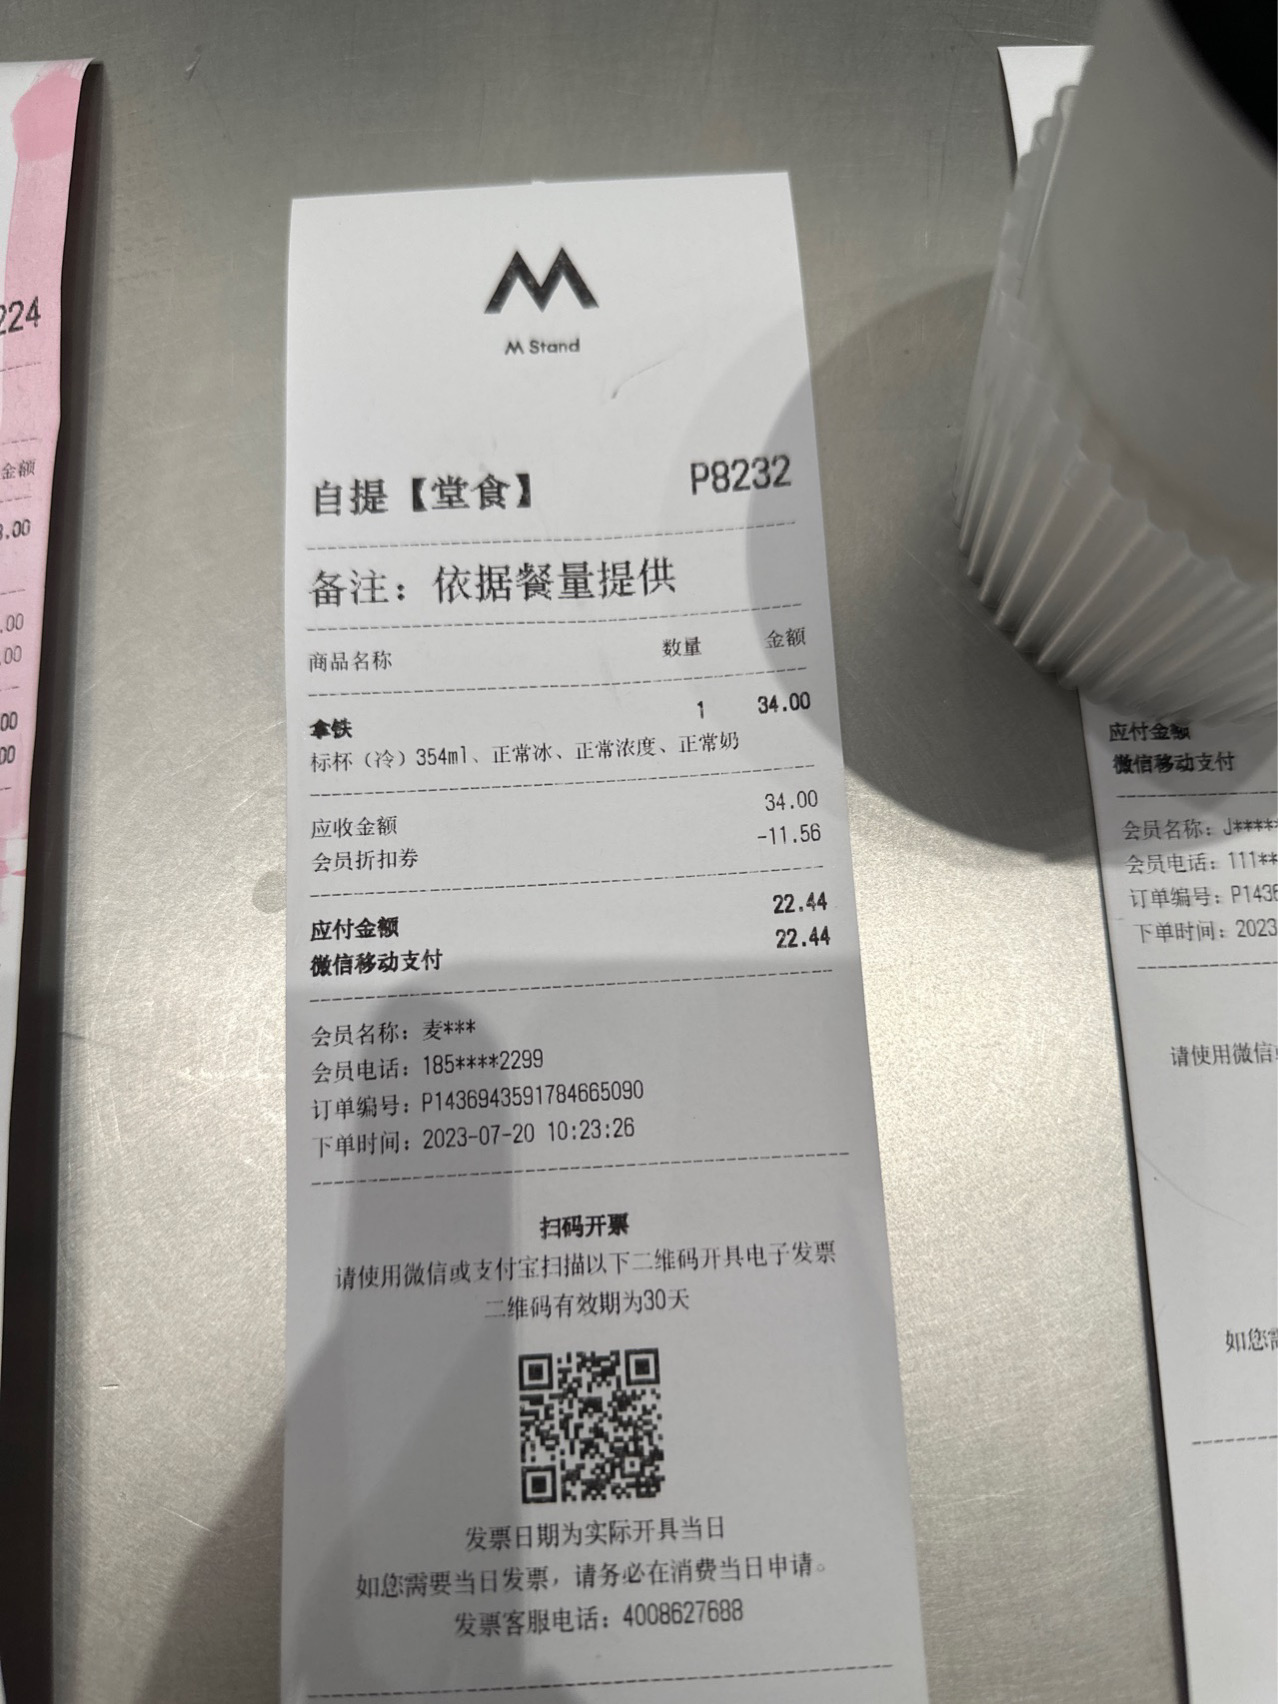 M Stand
自提【堂食】 P8232
备注：依据餐量提供
商品名称 数量 金额
拿铁 1 34.00
标杯（冷）354ml、正常冰、正常浓度、正常奶
应收金额 34.00
会员折扣券 -11.56
应付金额 22.44
微信移动支付 22.44
会员名称：麦***
会员电话：185****2299
订单编号：P1436943591784665090
下单时间：2023-07-20 10:23:26
扫码开票
请使用微信或支付宝扫描以下二维码开具电子发票
二维码有效期为30天
发票日期为实际开具当日
如您需要当日发票，请务必在消费当日申请。
发票客服电话：4008627688
224
金额
.00
.00
.00
00
00
应付金额
微信移动支付
会员名称：J*****
会员电话：111**
订单编号：P1436
下单时间：2023
请使用微信
如您需